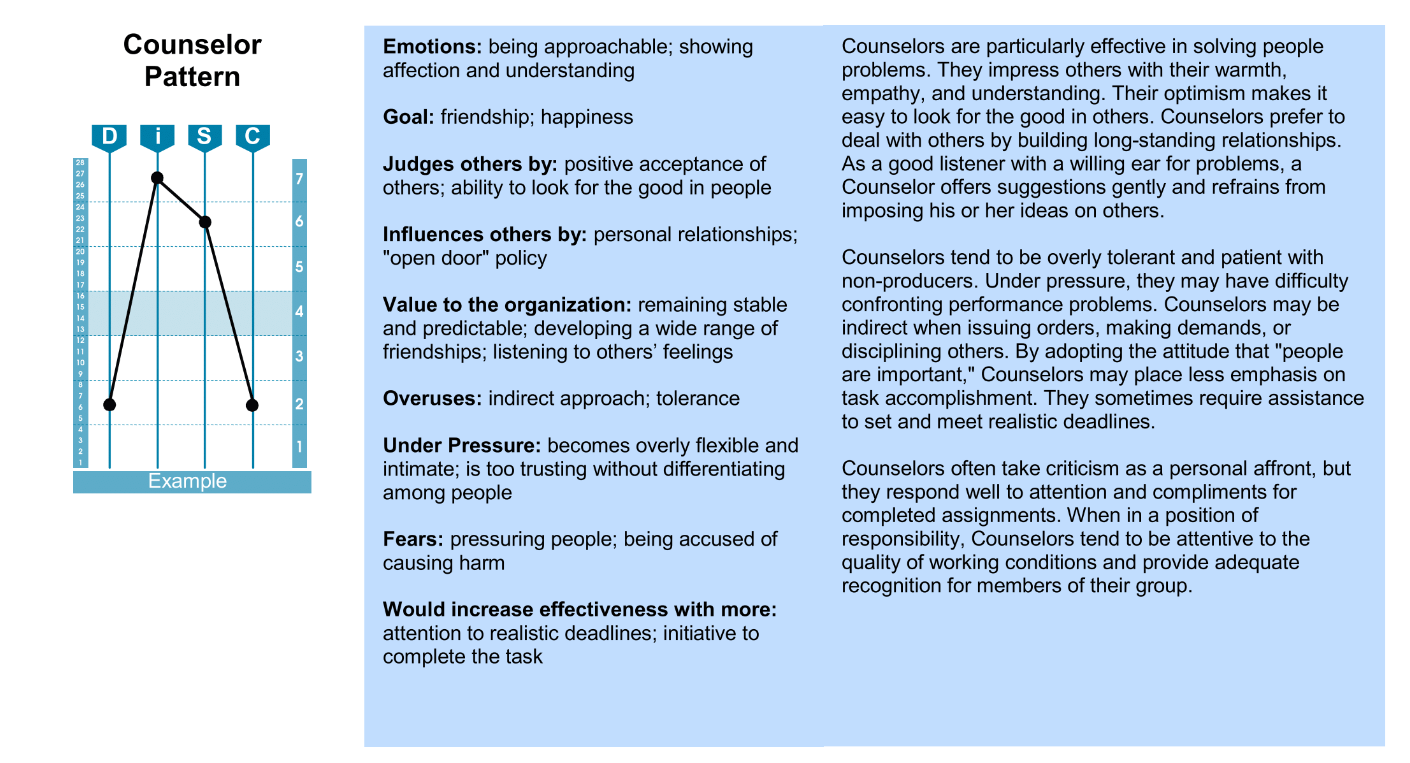 Counselor
Pattern
D i S C
28
27
26
25
24
23
22
21
20
19
18
17
16
15
14
13
12
11
10
9
8
7
6
5
4
3
2
1
7
6
5
4
3
2
1
Example
Emotions: being approachable; showing
affection and understanding
Goal: friendship; happiness
Judges others by: positive acceptance of
others; ability to look for the good in people
Influences others by: personal relationships;
"open door" policy
Value to the organization: remaining stable
and predictable; developing a wide range of
friendships; listening to others’ feelings
Overuses: indirect approach; tolerance
Under Pressure: becomes overly flexible and
intimate; is too trusting without differentiating
among people
Fears: pressuring people; being accused of
causing harm
Would increase effectiveness with more:
attention to realistic deadlines; initiative to
complete the task
Counselors are particularly effective in solving people
problems. They impress others with their warmth,
empathy, and understanding. Their optimism makes it
easy to look for the good in others. Counselors prefer to
deal with others by building long-standing relationships.
As a good listener with a willing ear for problems, a
Counselor offers suggestions gently and refrains from
imposing his or her ideas on others.
Counselors tend to be overly tolerant and patient with
non-producers. Under pressure, they may have difficulty
confronting performance problems. Counselors may be
indirect when issuing orders, making demands, or
disciplining others. By adopting the attitude that "people
are important," Counselors may place less emphasis on
task accomplishment. They sometimes require assistance
to set and meet realistic deadlines.
Counselors often take criticism as a personal affront, but
they respond well to attention and compliments for
completed assignments. When in a position of
responsibility, Counselors tend to be attentive to the
quality of working conditions and provide adequate
recognition for members of their group.